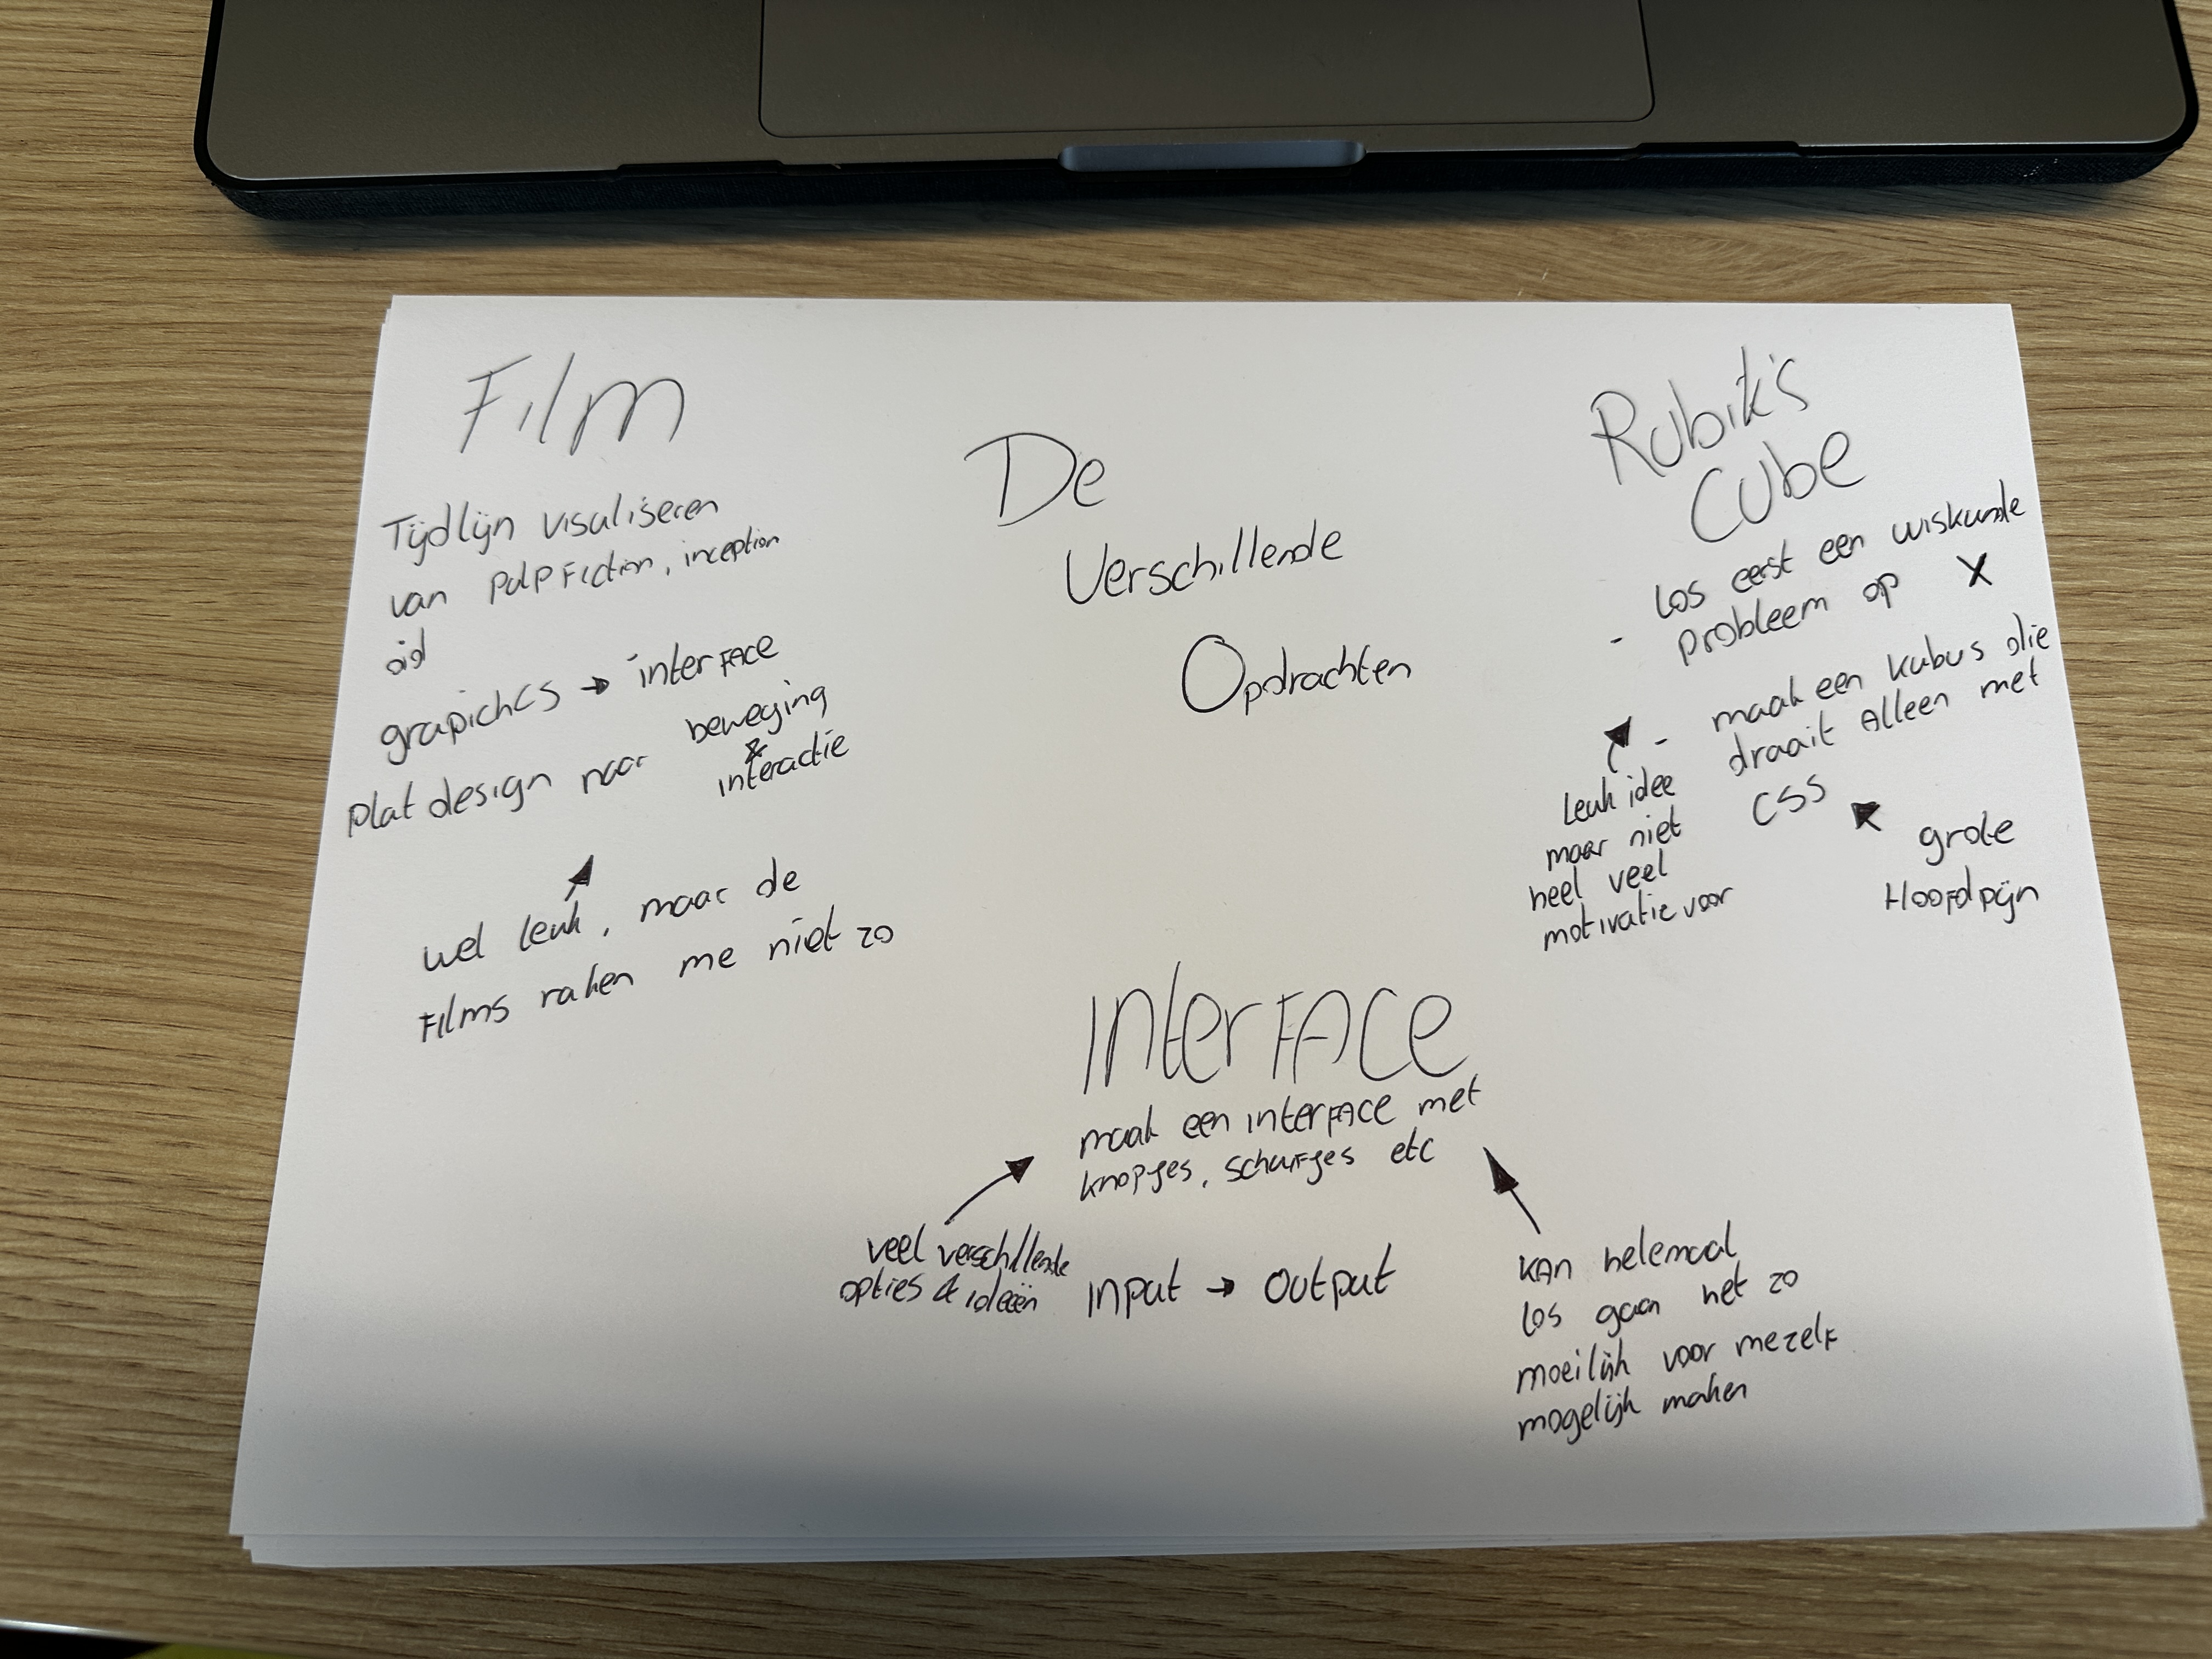 Film
Tijdlijn visualiseren
van Pulp Fiction, inception
oid
grapichcs → interface
plat design naar beweging
&
interactie
wel leuk, maar de
Films raken me niet zo
De
Verschillende
Opdrachten
Rubik's
Cube
- Los eerst een wiskunde
probleem op X
- maak een kubus die
draait Alleen met
CSS
leuk idee
maar niet
heel veel
motivatie voor
grote
Hoofdpijn
Interface
maak een interface met
knopjes, schuifjes etc
veel verschillende
opties & ideeën
Input → output
KAn helemaal
los gaan het zo
moeilijk voor mezelf
mogelijk maken